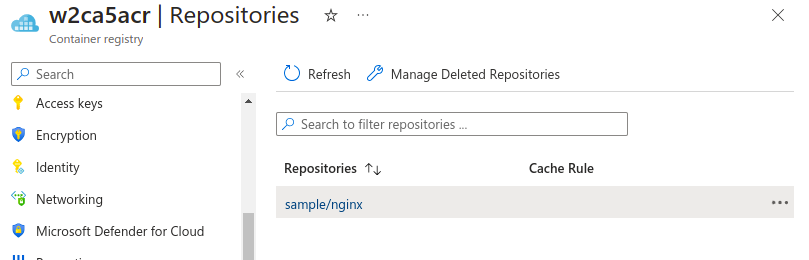 w2ca5acr | Repositories
Container registry
Search
Refresh
Manage Deleted Repositories
Access keys
Encryption
Identity
Networking
Microsoft Defender for Cloud
Search to filter repositories ...
Repositories
Cache Rule
sample/nginx